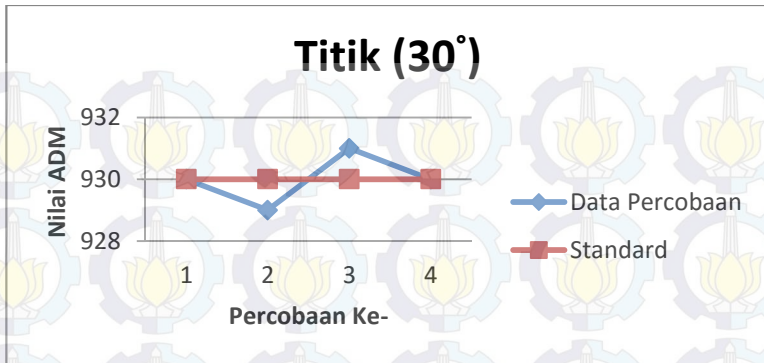 Titik (30°)
Nilai ADM
932
930
928
1 2 3 4
Percobaan Ke-
Data Percobaan
Standard